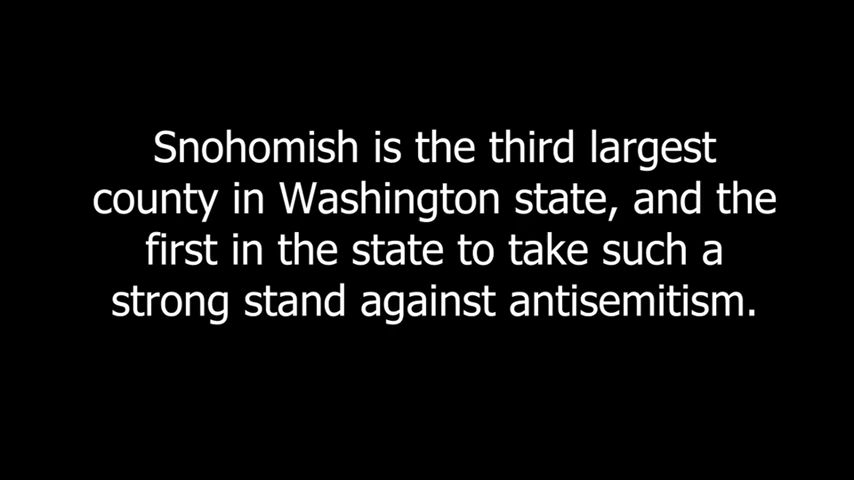 Snohomish is the third largest
county in Washington state, and the
first in the state to take such a
strong stand against antisemitism.